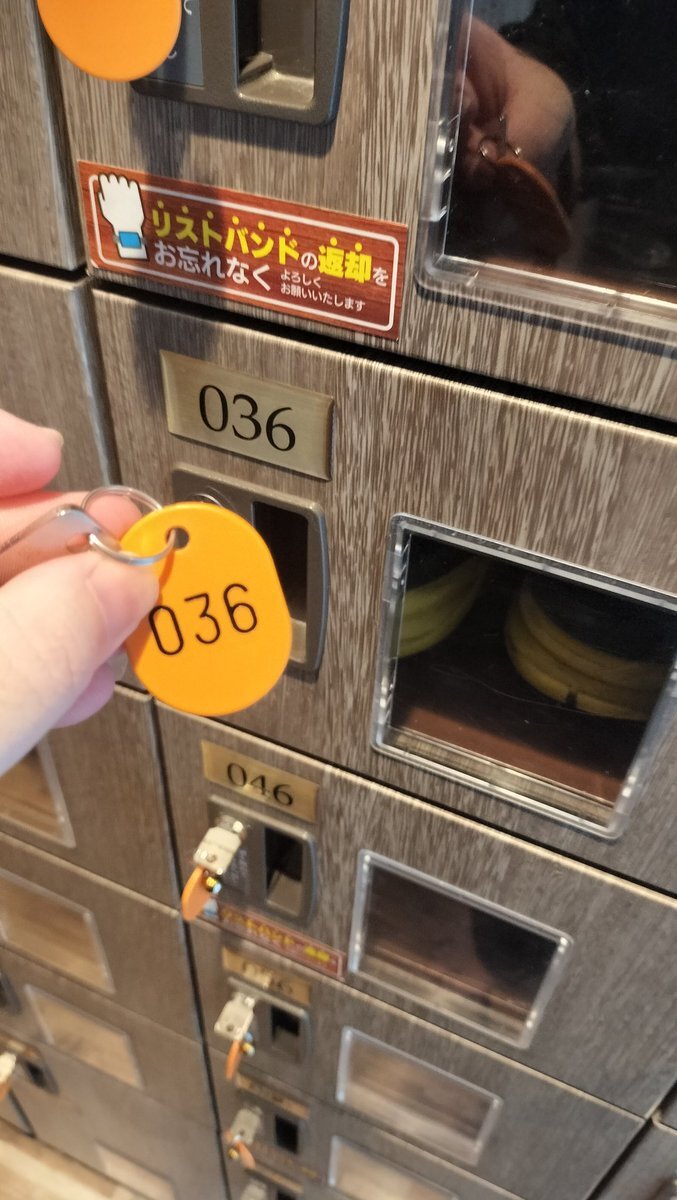 リストバンドの返却を
お忘れなく よろしく
お願いいたします
036
036
046